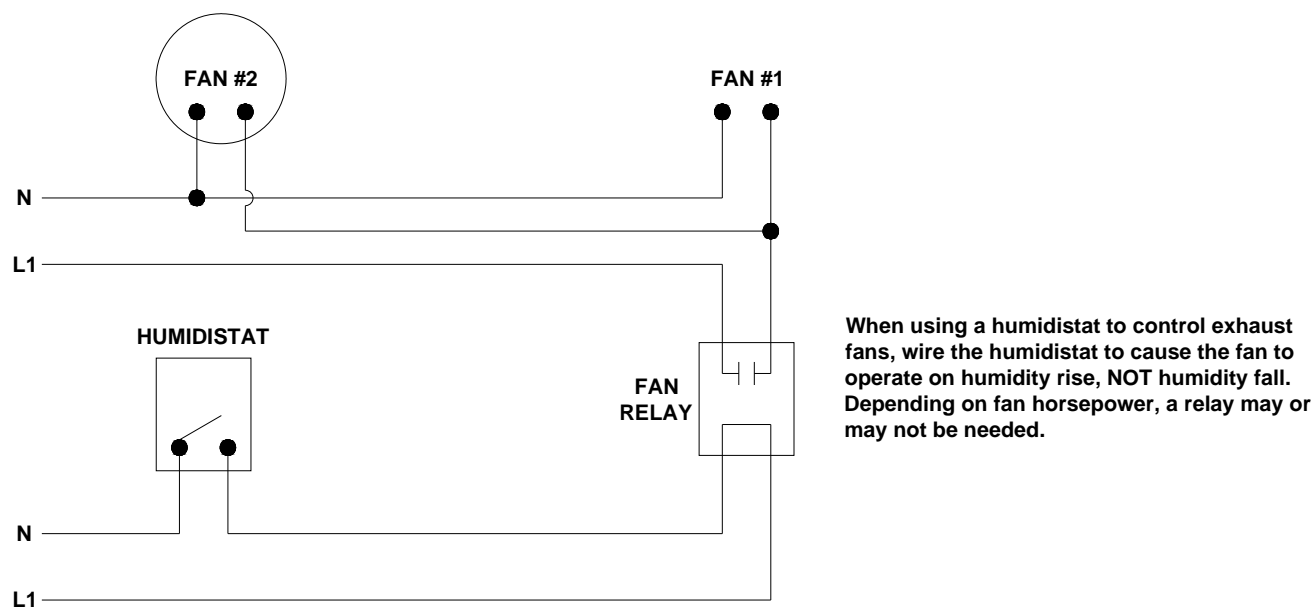 FAN #2
FAN #1
N
L1
HUMIDISTAT
FAN
RELAY
When using a humidistat to control exhaust
fans, wire the humidistat to cause the fan to
operate on humidity rise, NOT humidity fall.
Depending on fan horsepower, a relay may or
may not be needed.
N
L1